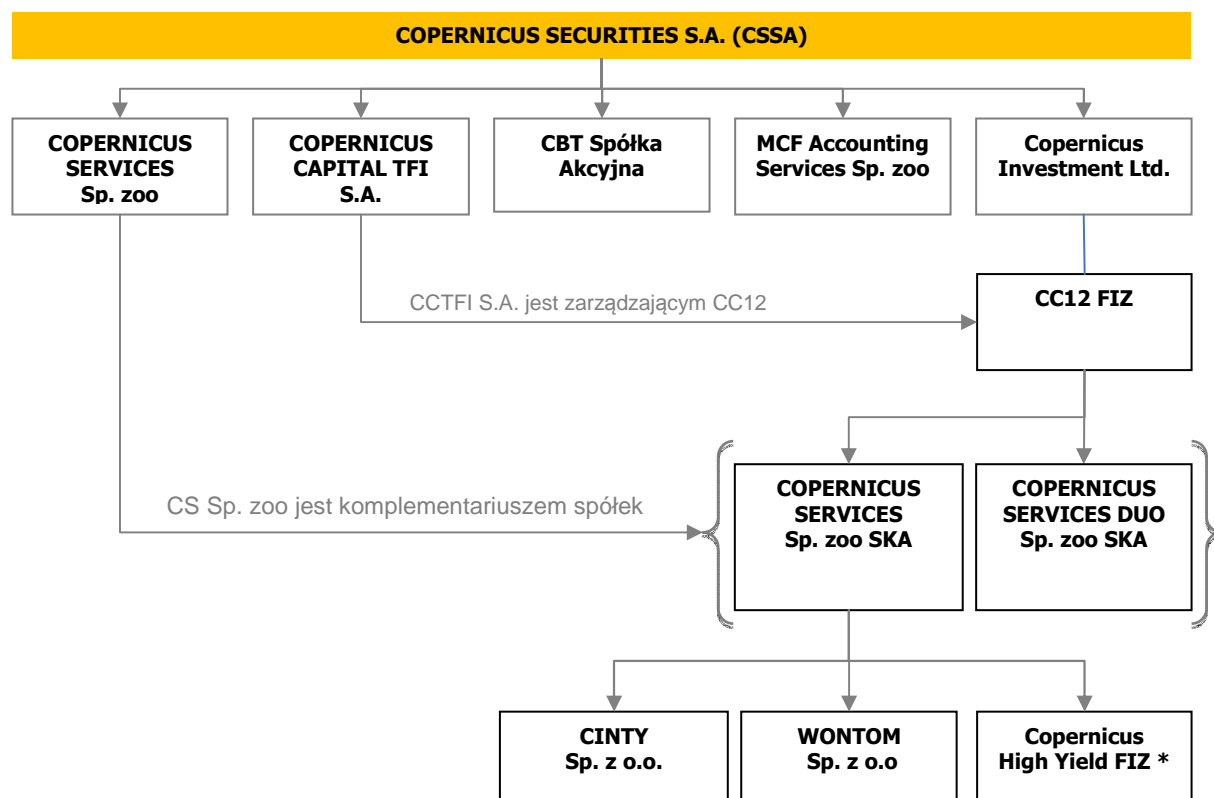 COPERNICUS SECURITIES S.A. (CSSA)
COPERNICUS
SERVICES
Sp. zoo
COPERNICUS
CAPITAL TFI
S.A.
CBT Spółka
Akcyjna
MCF Accounting
Services Sp. zoo
Copernicus
Investment Ltd.
CCTFI S.A. jest zarządzającym CC12
CC12 FIZ
CS Sp. zoo jest komplementariuszem spółek
COPERNICUS
SERVICES
Sp. zoo SKA
COPERNICUS
SERVICES DUO
Sp. zoo SKA
CINTY
Sp. z o.o.
WONTOM
Sp. z o.o
Copernicus
High Yield FIZ *